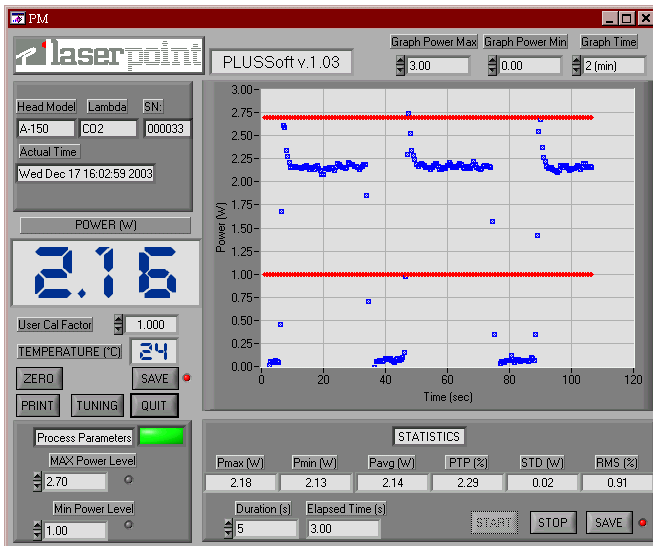 PM
laserpoint
PLUSSoft v.1.03
Graph Power Max Graph Power Min Graph Time
3.00 0.00 2 (min)
Head Model Lambda SN:
A-150 CO2 000033
Actual Time
Wed Dec 17 16:02:59 2003
POWER (W)
2.16
User Cal Factor 1.000
TEMPERATURE (°C) 24
ZERO SAVE
PRINT TUNING QUIT
3.00
2.75
2.50
2.25
2.00
1.75
1.50
1.25
1.00
0.75
0.50
0.25
0.00
Power (W)
0 20 40 60 80 100 120
Time (sec)
Process Parameters
MAX Power Level
2.70
Min Power Level
1.00
STATISTICS
Pmax (W) Pmin (W) Pavg (W) PTP (%) STD (W) RMS (%)
2.18 2.13 2.14 2.29 0.02 0.91
Duration (s) Elapsed Time (s)
5 3.00
START STOP SAVE